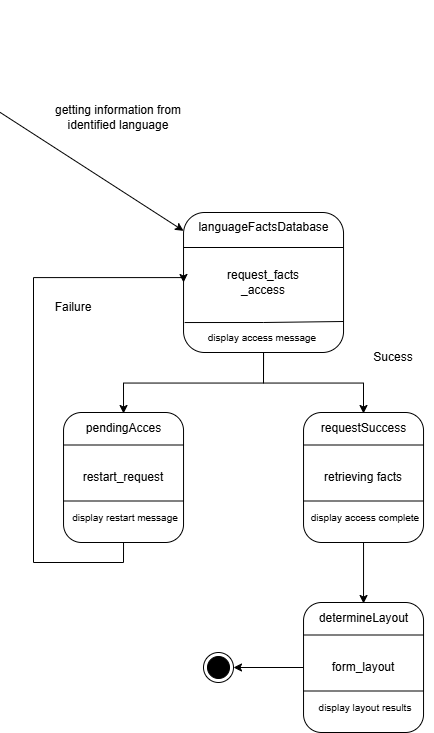 getting information from
identified language
languageFactsDatabase
request_facts
_access
Failure
display access message
Sucess
pendingAcces
requestSuccess
restart_request
retrieving facts
display restart message
display access complete
determineLayout
form_layout
display layout results